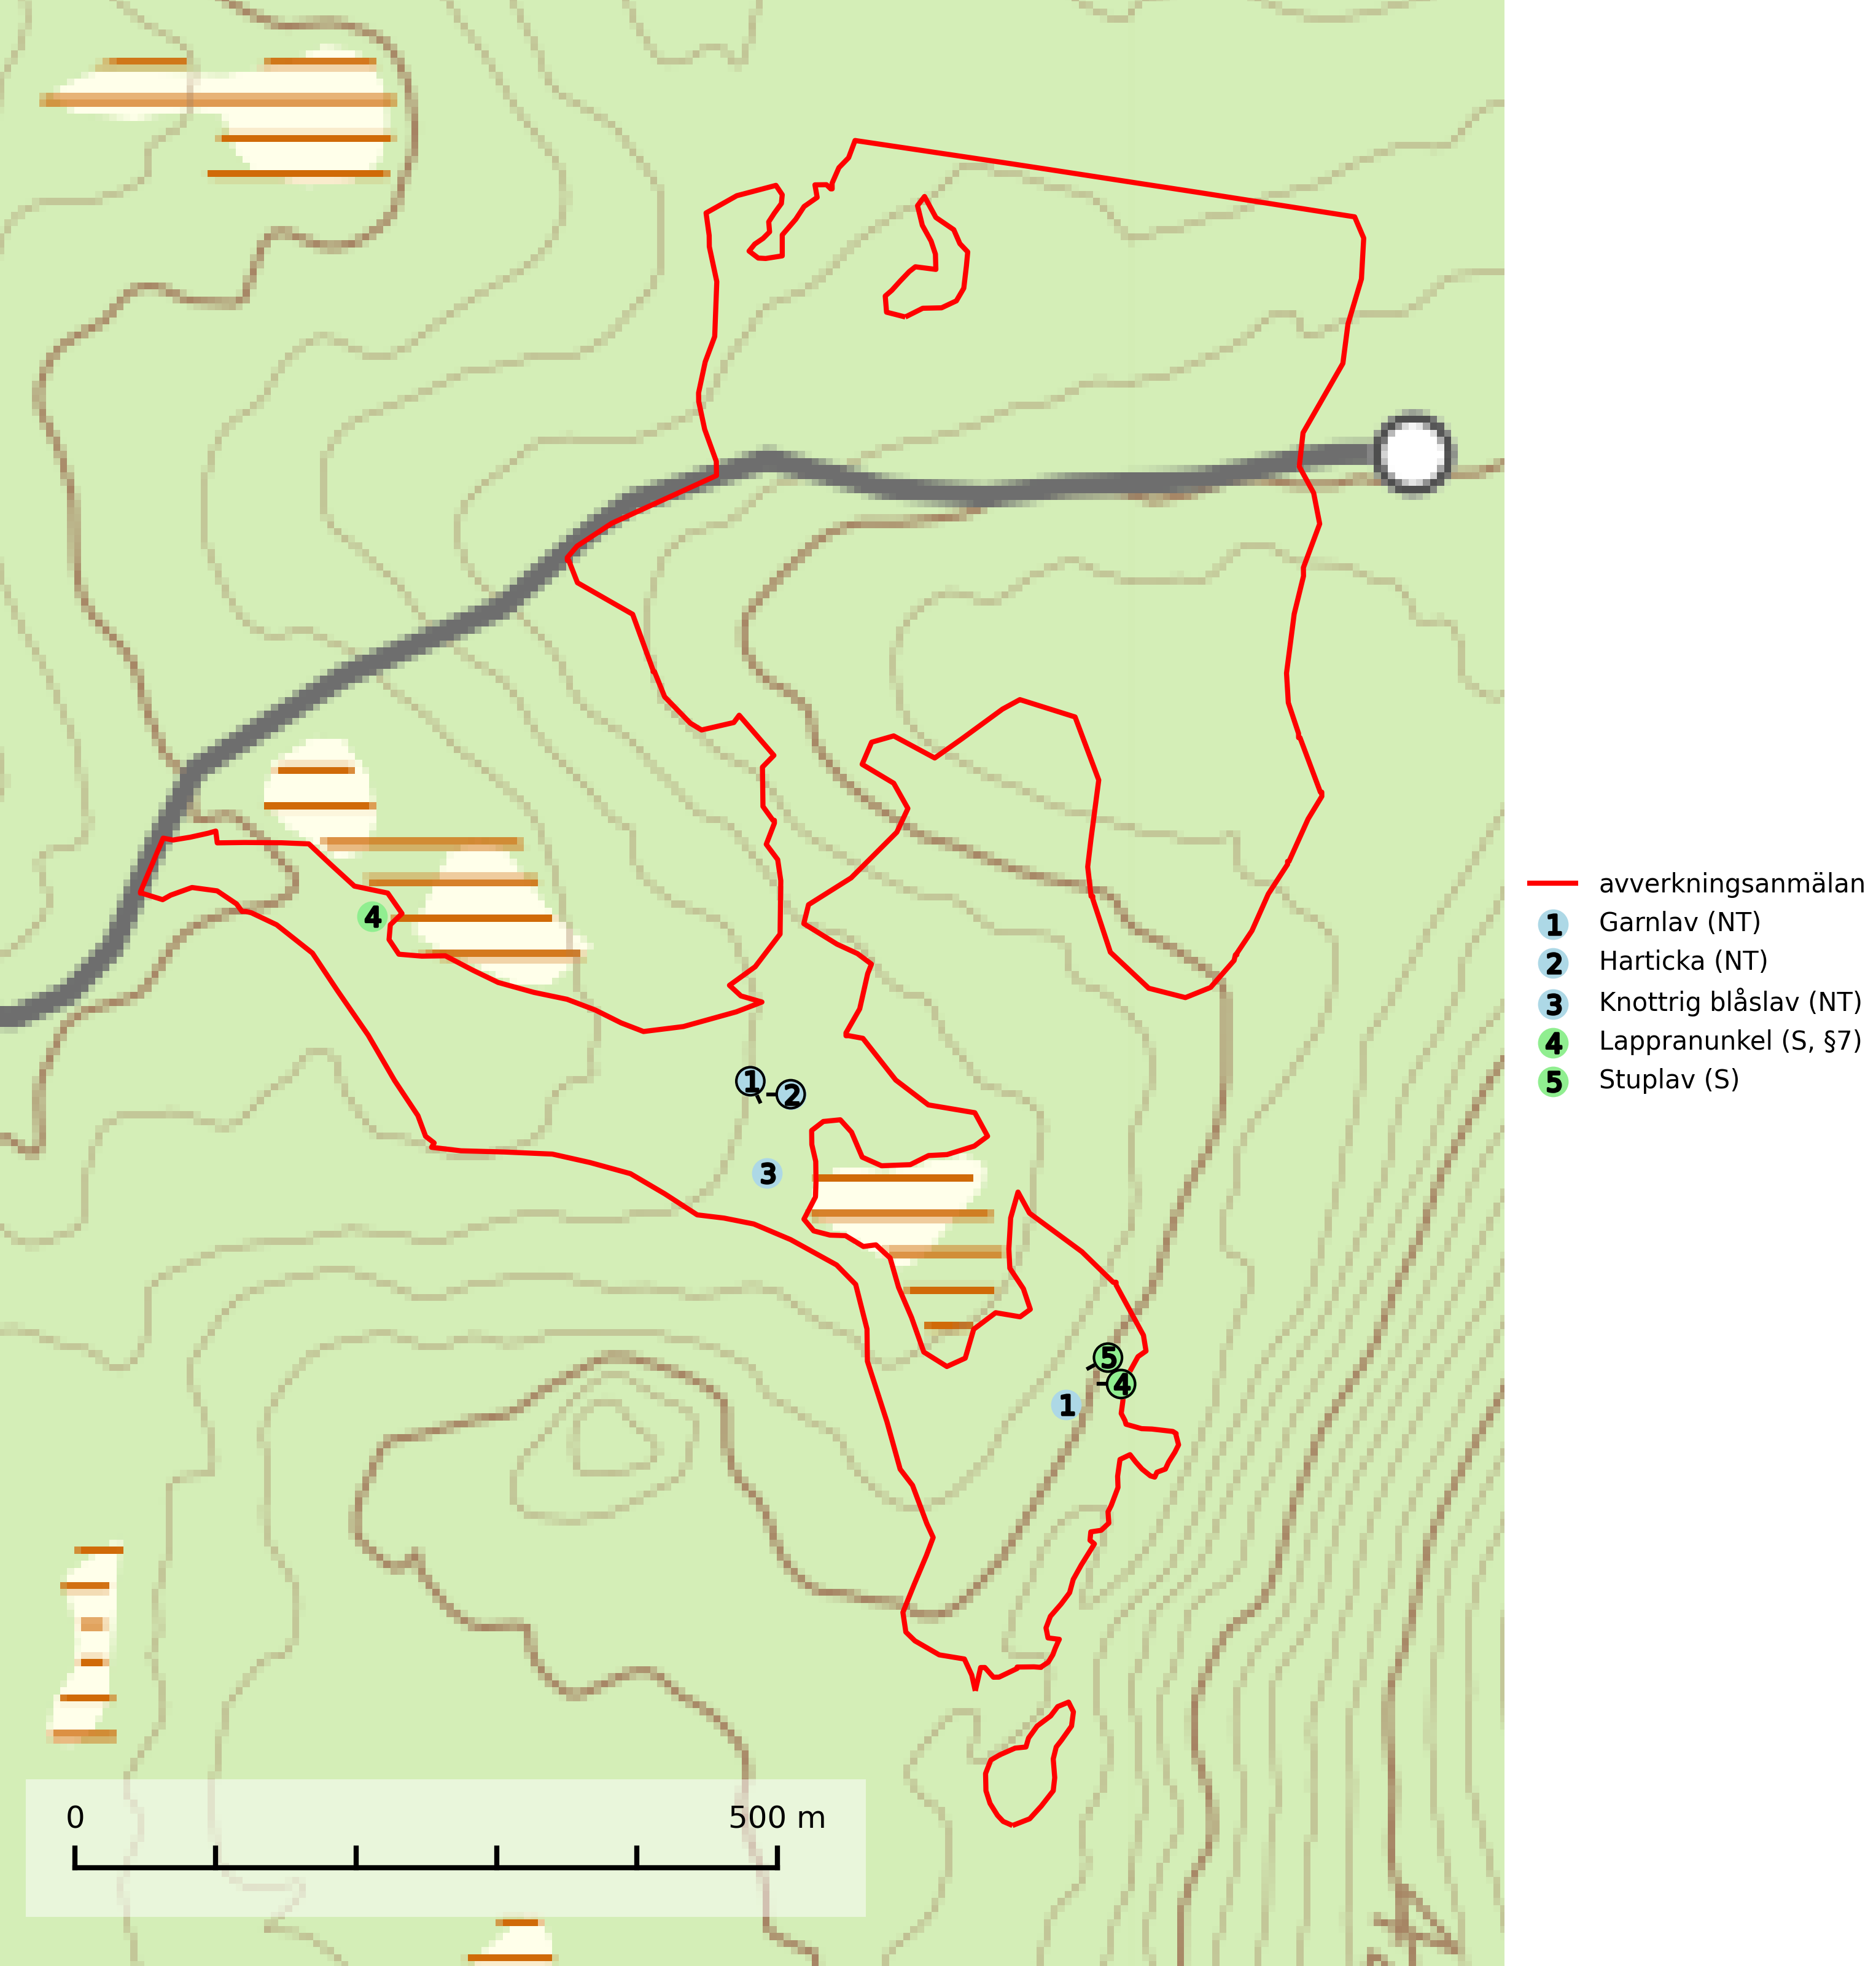 4
1
2
3
5
4
1
0 500 m
avverkningsanmälan
1 Garnlav (NT)
2 Harticka (NT)
3 Knottrig blåslav (NT)
4 Lappranunkel (S, §7)
5 Stuplav (S)